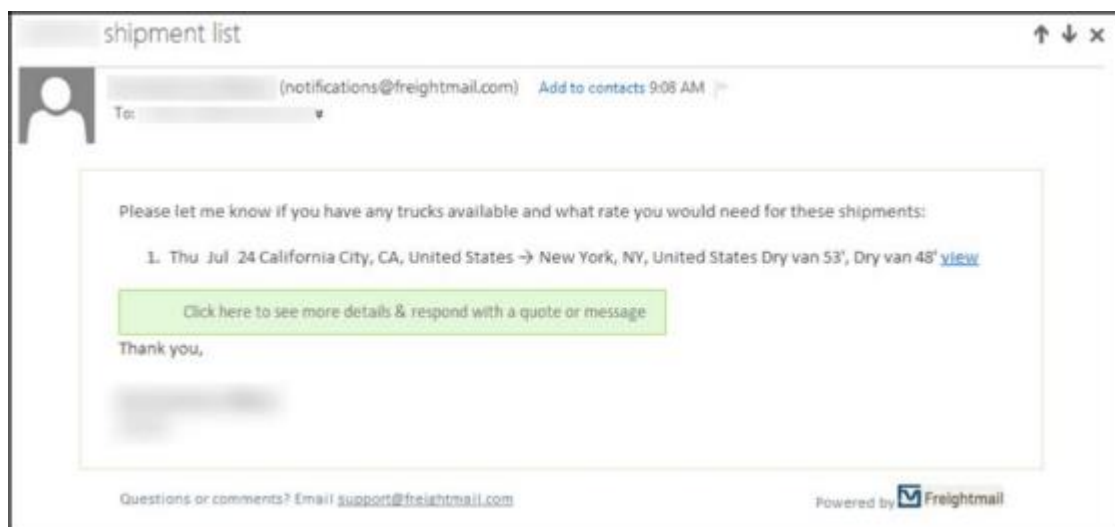 shipment list
(notifications@freightmail.com) Add to contacts 9:08 AM
To:
Please let me know if you have any trucks available and what rate you would need for these shipments:
1. Thu Jul 24 California City, CA, United States → New York, NY, United States Dry van 53', Dry van 48' view
Click here to see more details & respond with a quote or message
Thank you,
Questions or comments? Email support@freightmail.com
Powered by Freightmail